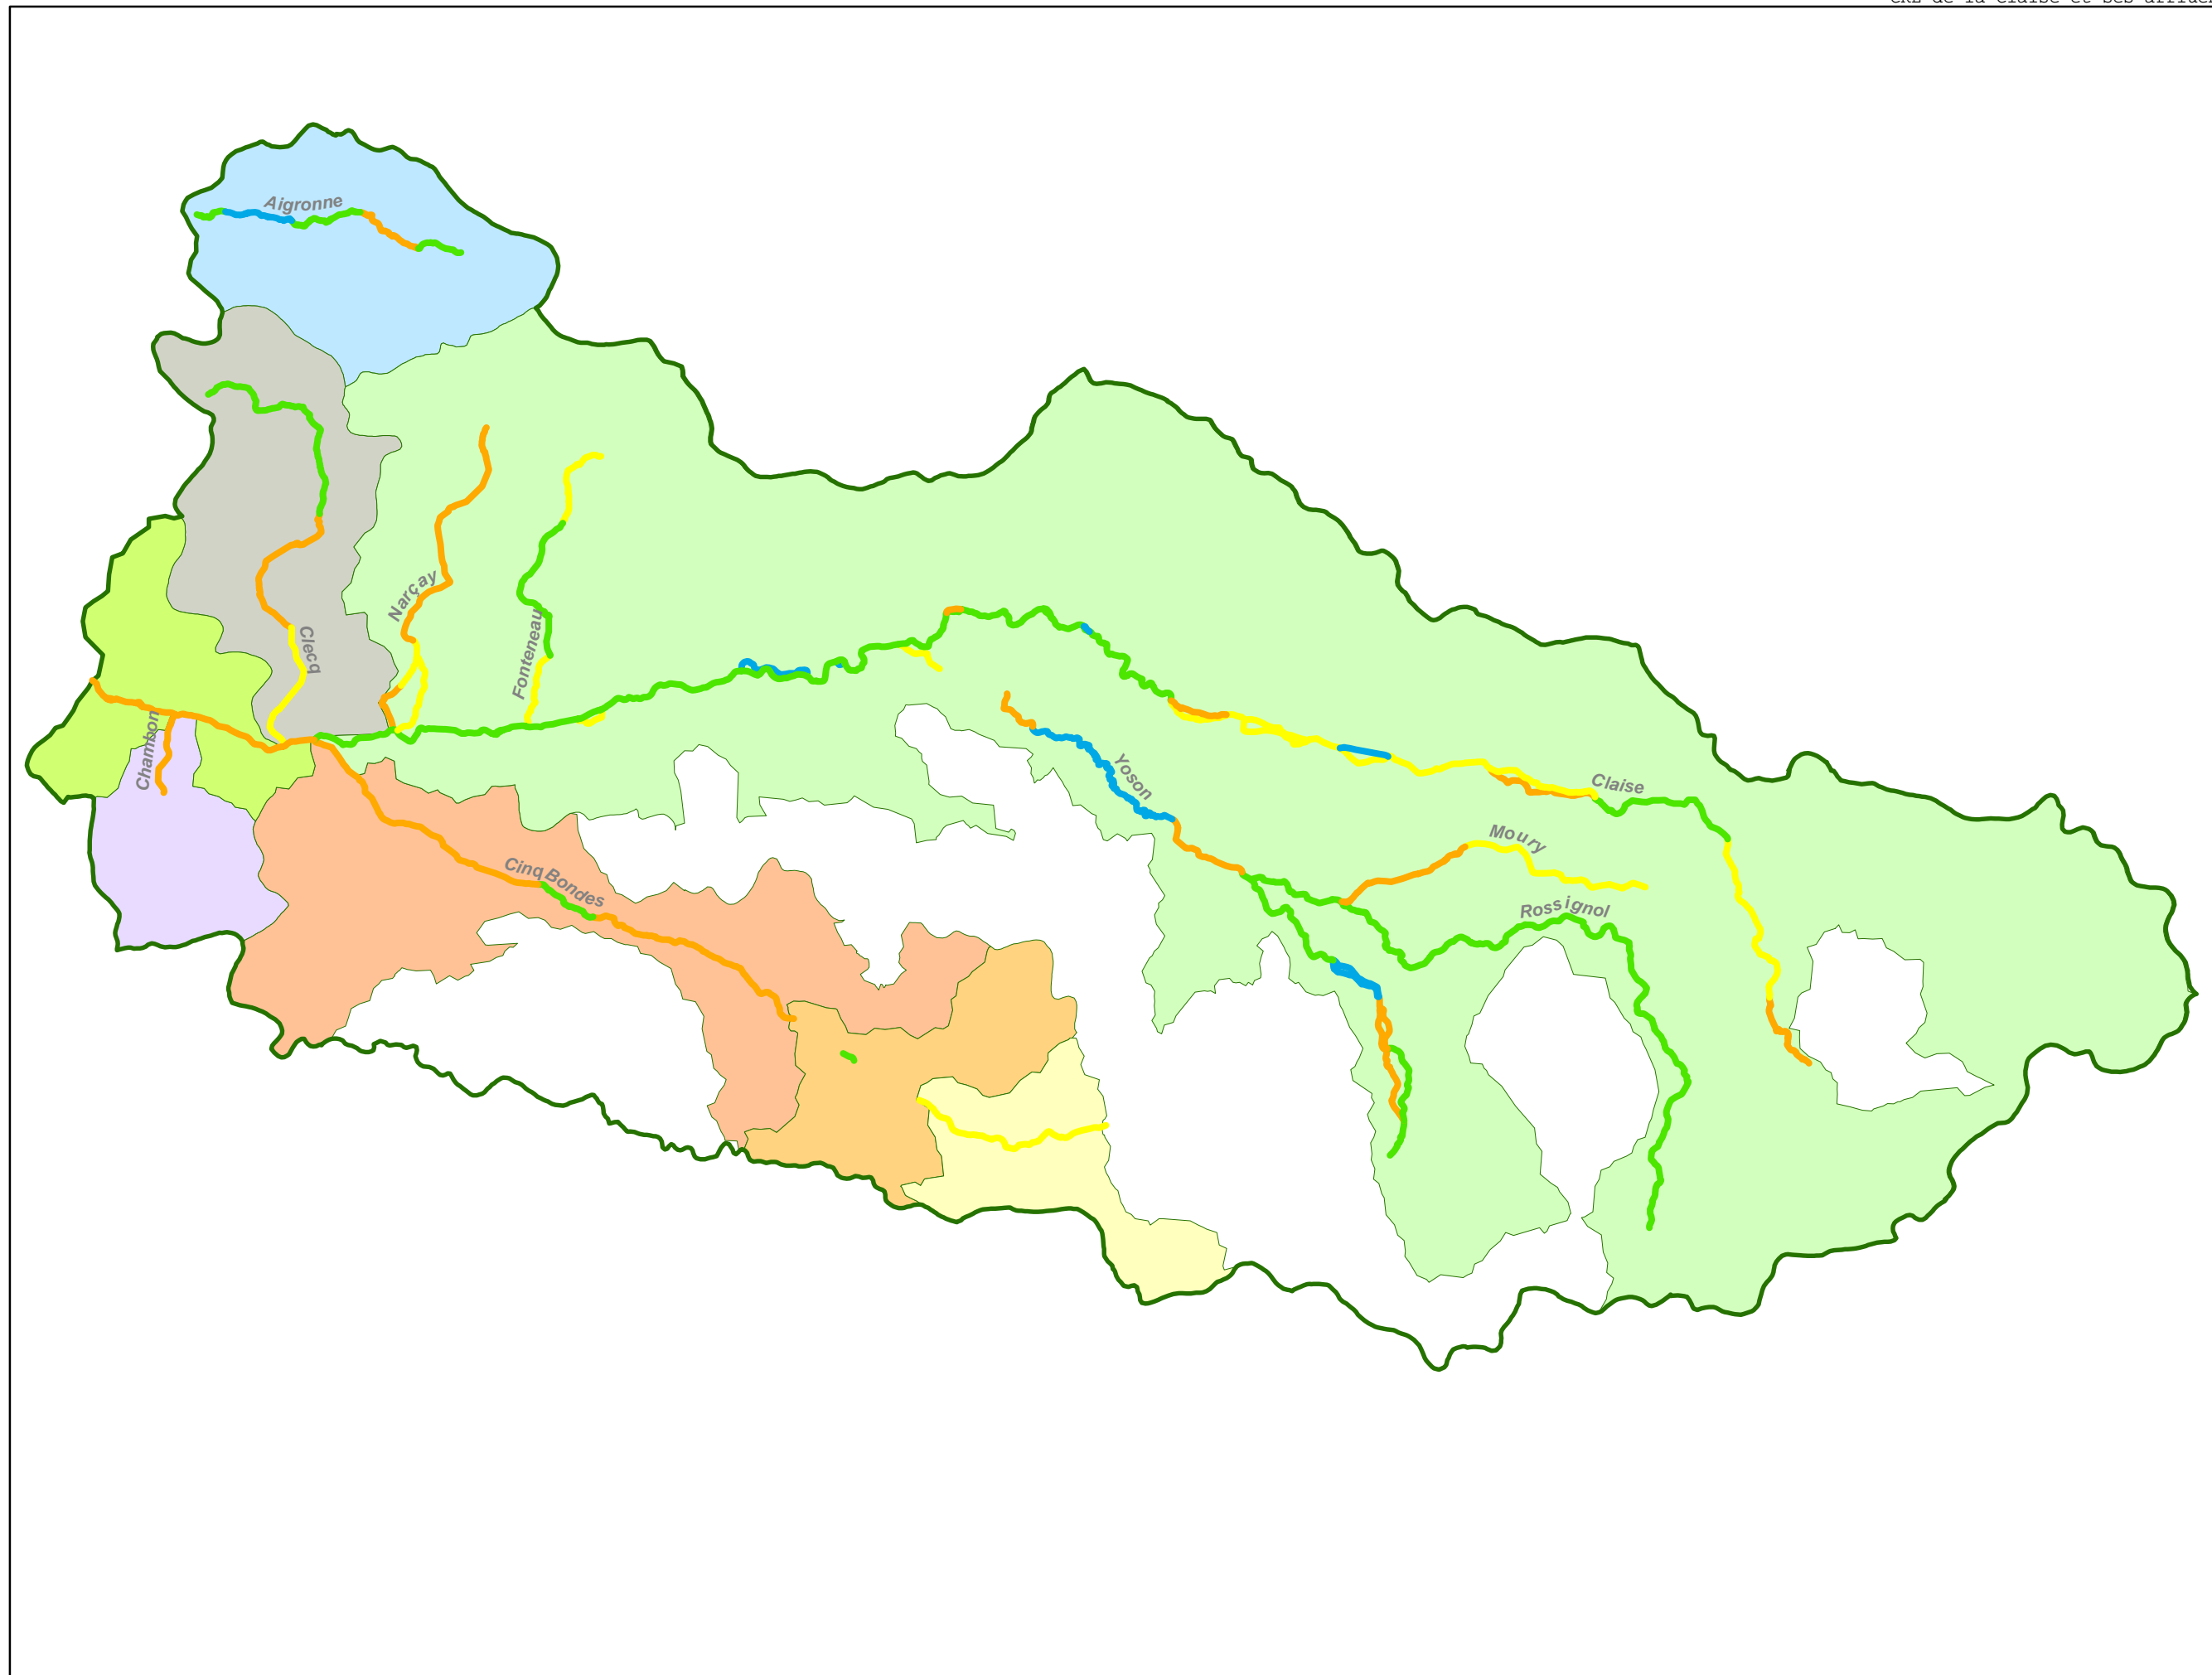 Aigronne
Narçay
Clecq
Fonteneau
Chambon
Yoson
Claise
Moury
Cinq Bondes
Rossignol